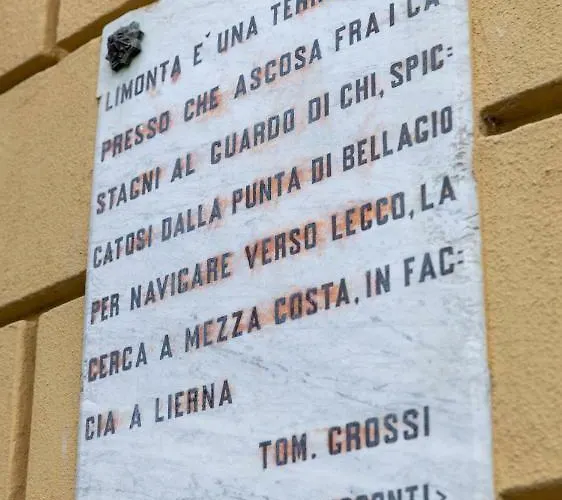 LIMONTA E' UNA TERR
PRESSO CHE ASCOSA FRA I CA
STAGNI AL GUARDO DI CHI, SPIC=
CATOSI DALLA PUNTA DI BELLAGIO
PER NAVIGARE VERSO LECCO, LA
CERCA A MEZZA COSTA, IN FAC=
CIA A LIERNA
TOM. GROSSI